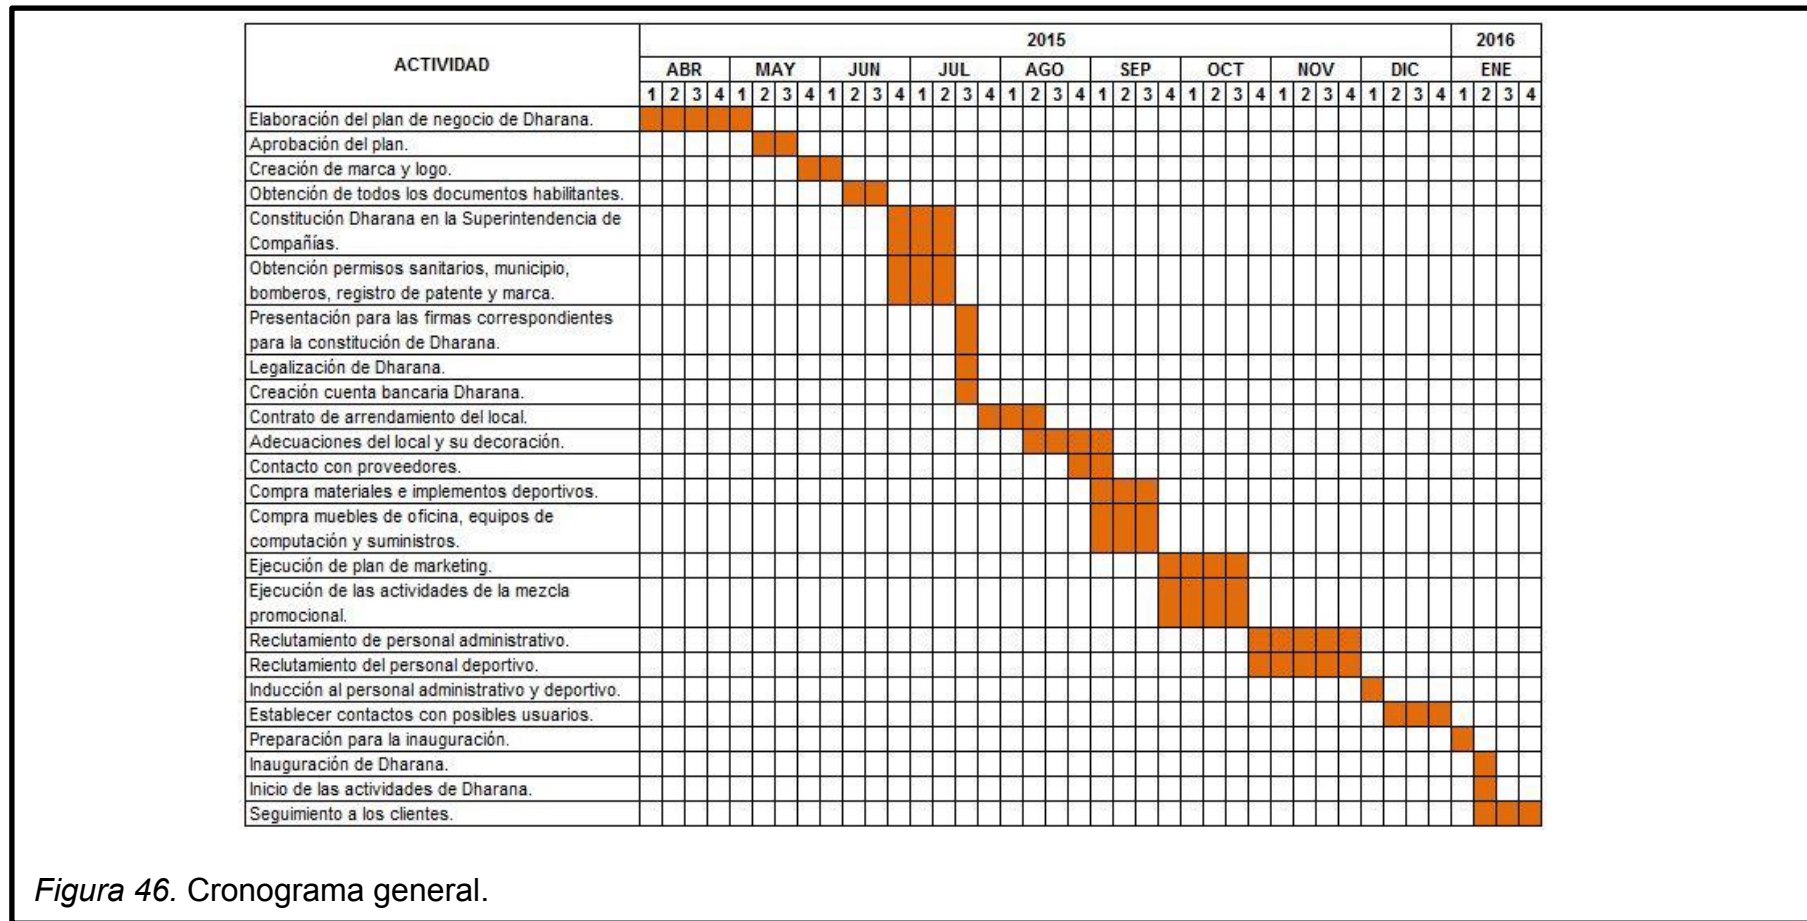 ACTIVIDAD
2015 2016
ABR MAY JUN JUL AGO SEP OCT NOV DIC ENE
1 2 3 4 1 2 3 4 1 2 3 4 1 2 3 4 1 2 3 4 1 2 3 4 1 2 3 4 1 2 3 4 1 2 3 4 1 2 3 4
Elaboración del plan de negocio de Dharana.
Aprobación del plan.
Creación de marca y logo.
Obtención de todos los documentos habilitantes.
Constitución Dharana en la Superintendencia de
Compañías.
Obtención permisos sanitarios, municipio,
bomberos, registro de patente y marca.
Presentación para las firmas correspondientes
para la constitución de Dharana.
Legalización de Dharana.
Creación cuenta bancaria Dharana.
Contrato de arrendamiento del local.
Adecuaciones del local y su decoración.
Contacto con proveedores.
Compra materiales e implementos deportivos.
Compra muebles de oficina, equipos de
computación y suministros.
Ejecución de plan de marketing.
Ejecución de las actividades de la mezcla
promocional.
Reclutamiento de personal administrativo.
Reclutamiento del personal deportivo.
Inducción al personal administrativo y deportivo.
Establecer contactos con posibles usuarios.
Preparación para la inauguración.
Inauguración de Dharana.
Inicio de las actividades de Dharana.
Seguimiento a los clientes.
Figura 46. Cronograma general.